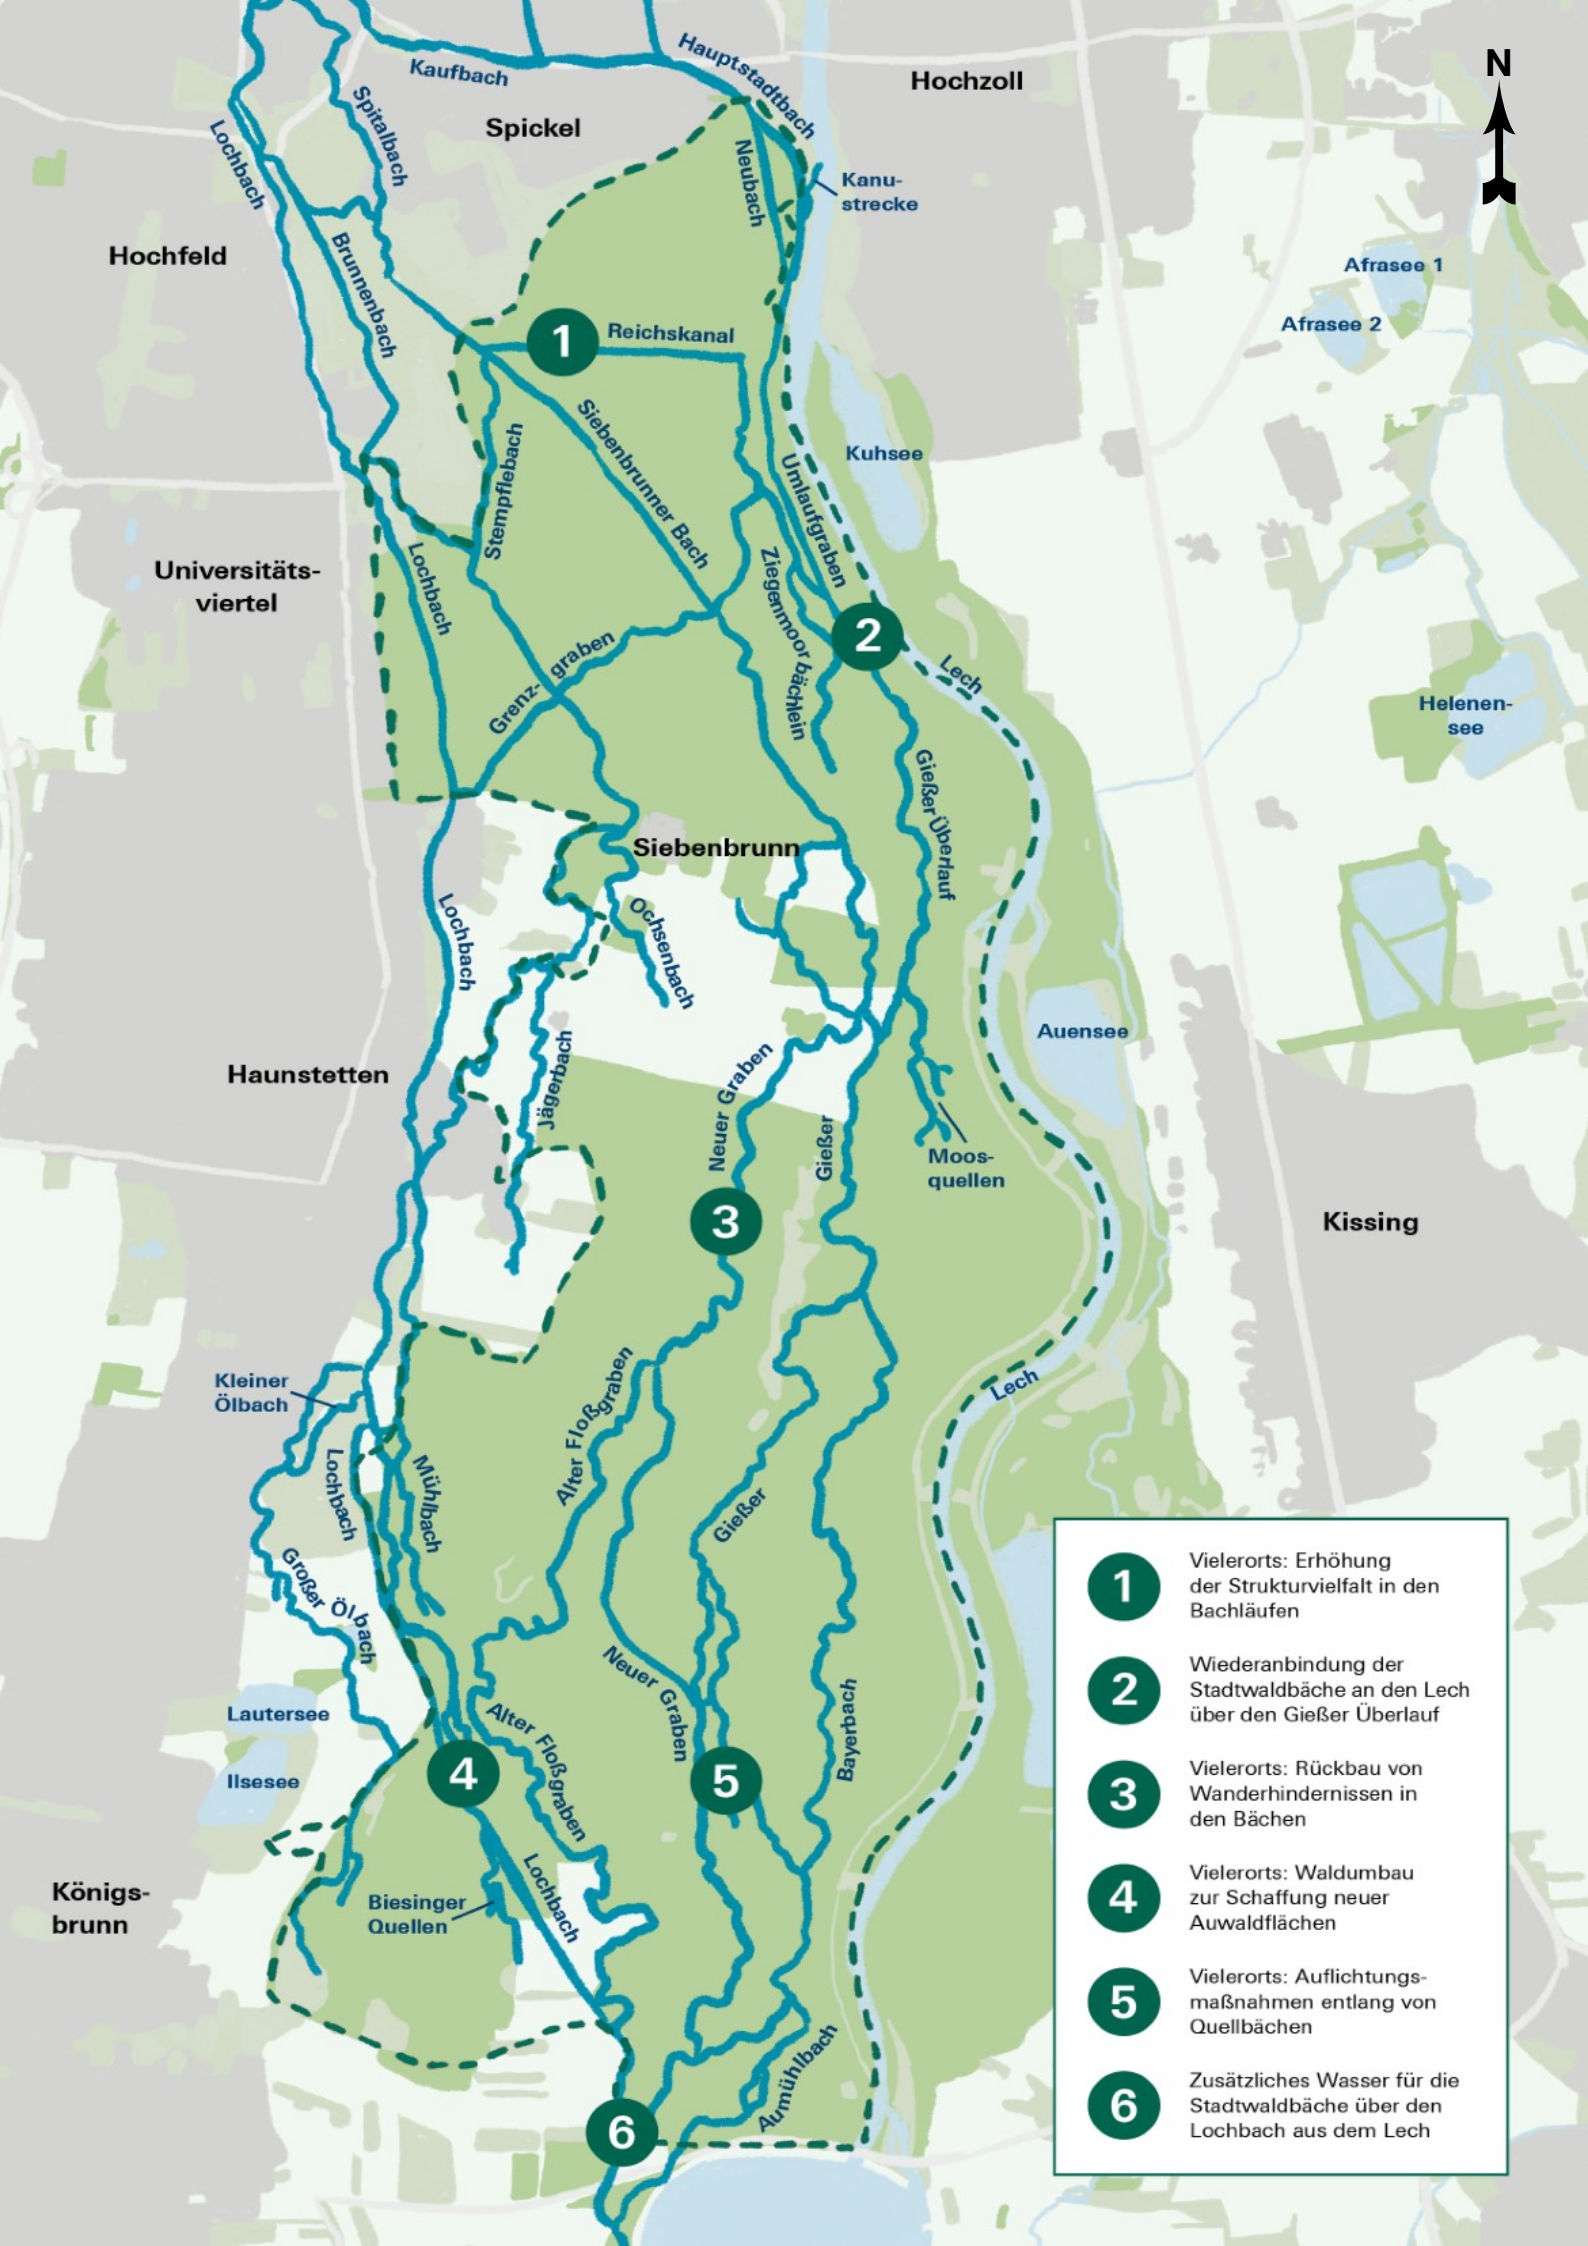 N
Hauptstadtbach
Kaufbach
Hochzoll
Spitalbach
Spickel
Lochbach
Neubach
Kanu-
strecke
Hochfeld
Brunnenbach
Afrasee 1
Afrasee 2
1
Reichskanal
Siebenbrunner Bach
Stempflebach
Kuhsee
Umlaufgraben
Universitäts-
viertel
Lochbach
Ziegenmoorbächlein
2
Grenz-
graben
Lech
Helenen-
see
Gießer Überlauf
Siebenbrunn
Lochbach
Ochsenbach
Auensee
Haunstetten
Jägerbach
Neuer Graben
Gießer
Moos-
quellen
3
Kissing
Kleiner
Ölbach
Alter Floßgraben
Lech
Lochbach
Mühlbach
Gießer
Großer Ölbach
Neuer Graben
Lautersee
Alter Floßgraben
Bayerbach
Ilsesee
4
5
Königs-
brunn
Biesinger
Quellen
Lochbach
Aumühlbach
6
1
Vielerorts: Erhöhung
der Strukturvielfalt in den
Bachläufen
2
Wiederanbindung der
Stadtwaldbäche an den Lech
über den Gießer Überlauf
3
Vielerorts: Rückbau von
Wanderhindernissen in
den Bächen
4
Vielerorts: Waldumbau
zur Schaffung neuer
Auwaldflächen
5
Vielerorts: Auflichtungs-
maßnahmen entlang von
Quellbächen
6
Zusätzliches Wasser für die
Stadtwaldbäche über den
Lochbach aus dem Lech